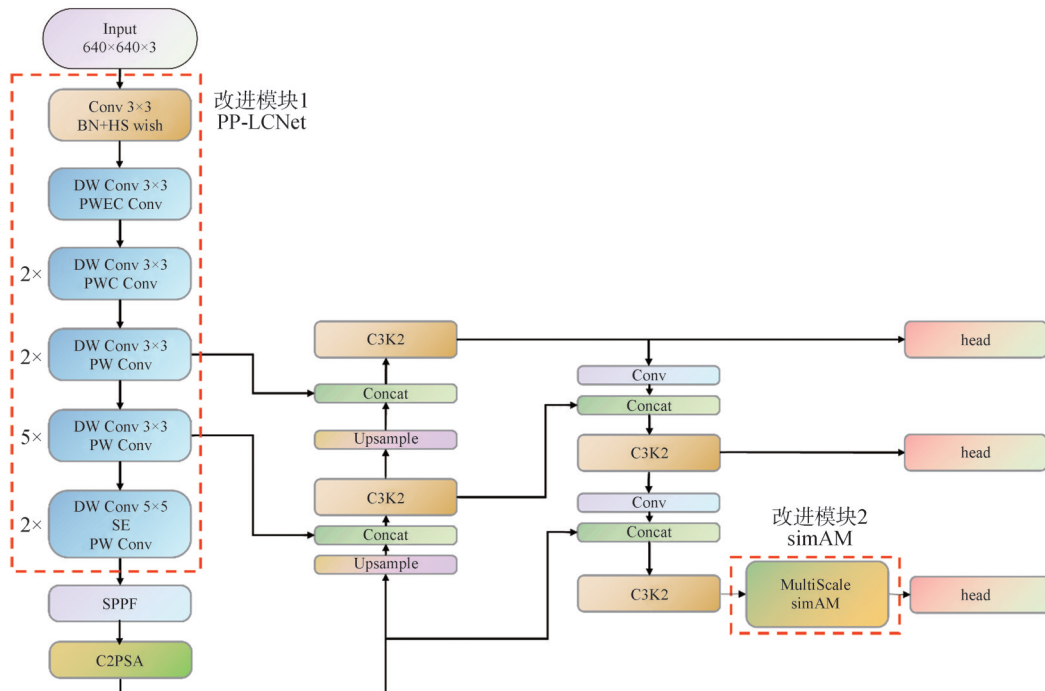 Input
640×640×3
改进模块1
PP-LCNet
Conv 3×3
BN+HS wish
DW Conv 3×3
PWEC Conv
2×
DW Conv 3×3
PWC Conv
2×
DW Conv 3×3
PW Conv
5×
DW Conv 3×3
PW Conv
2×
DW Conv 5×5
SE
PW Conv
SPPF
C2PSA
C3K2
Concat
Upsample
C3K2
Concat
Upsample
Conv
Concat
C3K2
Conv
Concat
C3K2
改进模块2
simAM
MultiScale
simAM
head
head
head